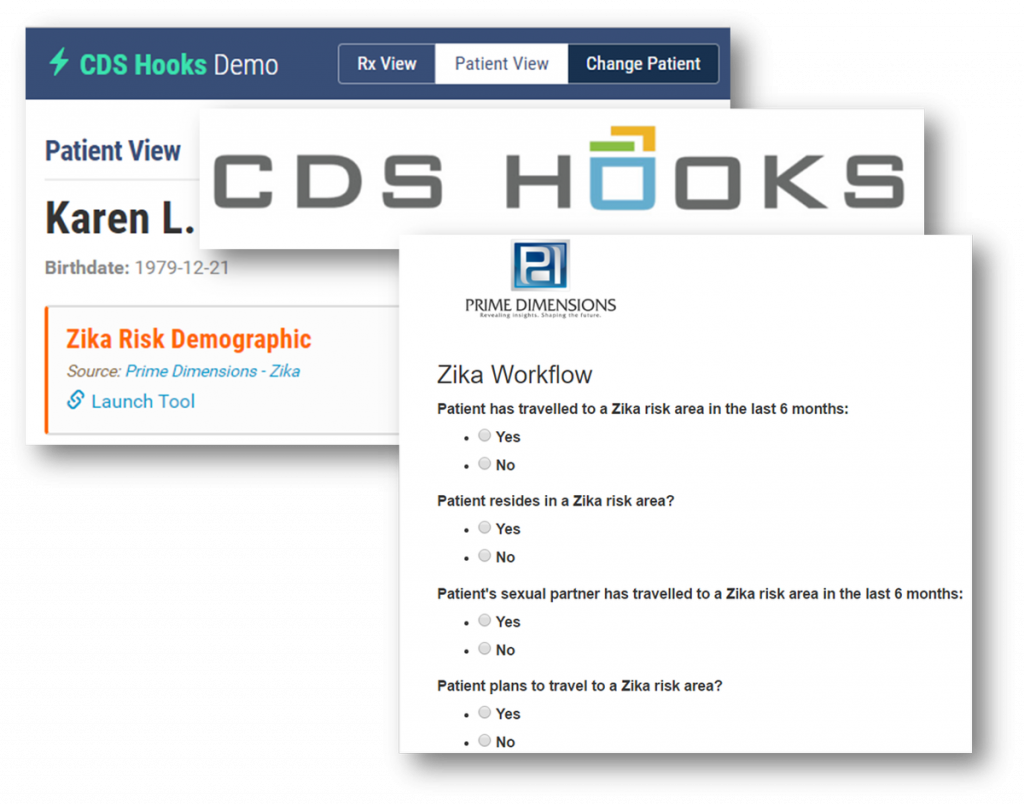 CDS Hooks Demo
Rx View
Patient View
Change Patient
Patient View
Karen L.
Birthdate: 1979-12-21
Zika Risk Demographic
Source: Prime Dimensions - Zika
Launch Tool
CDS HOOKS
PD
PRIME DIMENSIONS
Revealing insights. Shaping the future.
Zika Workflow
Patient has travelled to a Zika risk area in the last 6 months:
Yes
No
Patient resides in a Zika risk area?
Yes
No
Patient's sexual partner has travelled to a Zika risk area in the last 6 months:
Yes
No
Patient plans to travel to a Zika risk area?
Yes
No